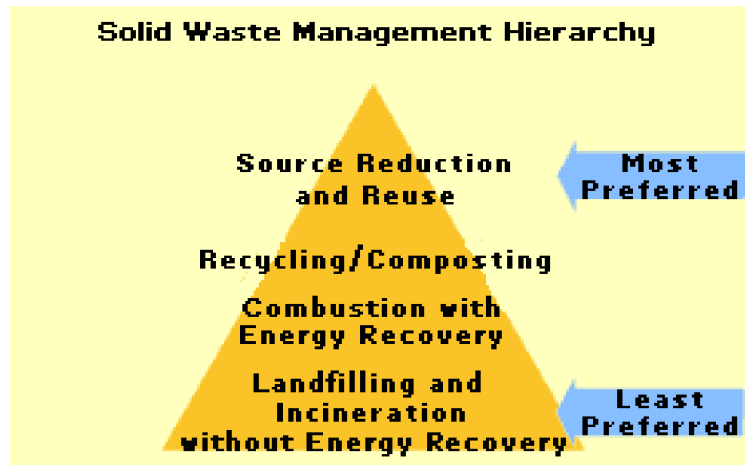 Solid Waste Management Hierarchy
Source Reduction
and Reuse
Most
Preferred
Recycling/Composting
Combustion with
Energy Recovery
Landfilling and
Incineration
without Energy Recovery
Least
Preferred